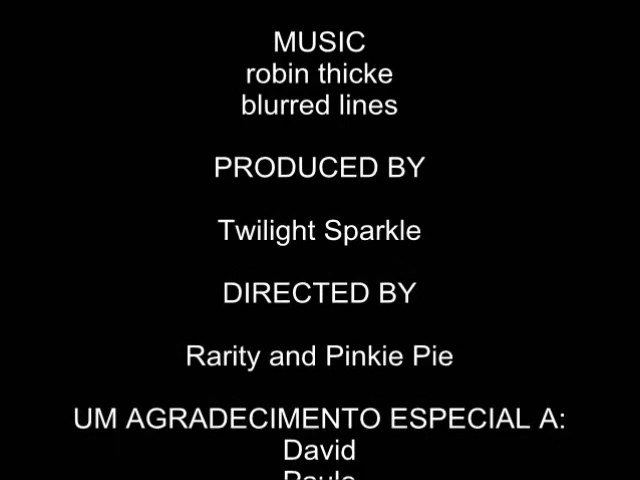 MUSIC
robin thicke
blurred lines
PRODUCED BY
Twilight Sparkle
DIRECTED BY
Rarity and Pinkie Pie
UM AGRADECIMENTO ESPECIAL A:
David